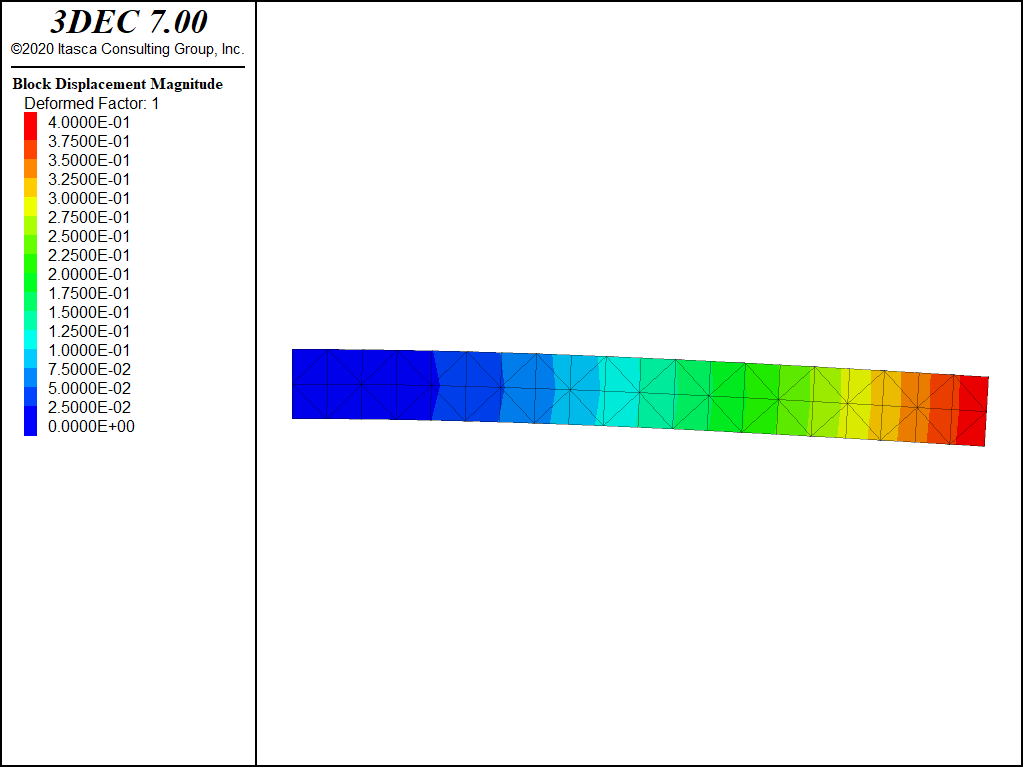 3DEC 7.00
©2020 Itasca Consulting Group, Inc.
Block Displacement Magnitude
Deformed Factor: 1
4.0000E-01
3.7500E-01
3.5000E-01
3.2500E-01
3.0000E-01
2.7500E-01
2.5000E-01
2.2500E-01
2.0000E-01
1.7500E-01
1.5000E-01
1.2500E-01
1.0000E-01
7.5000E-02
5.0000E-02
2.5000E-02
0.0000E+00